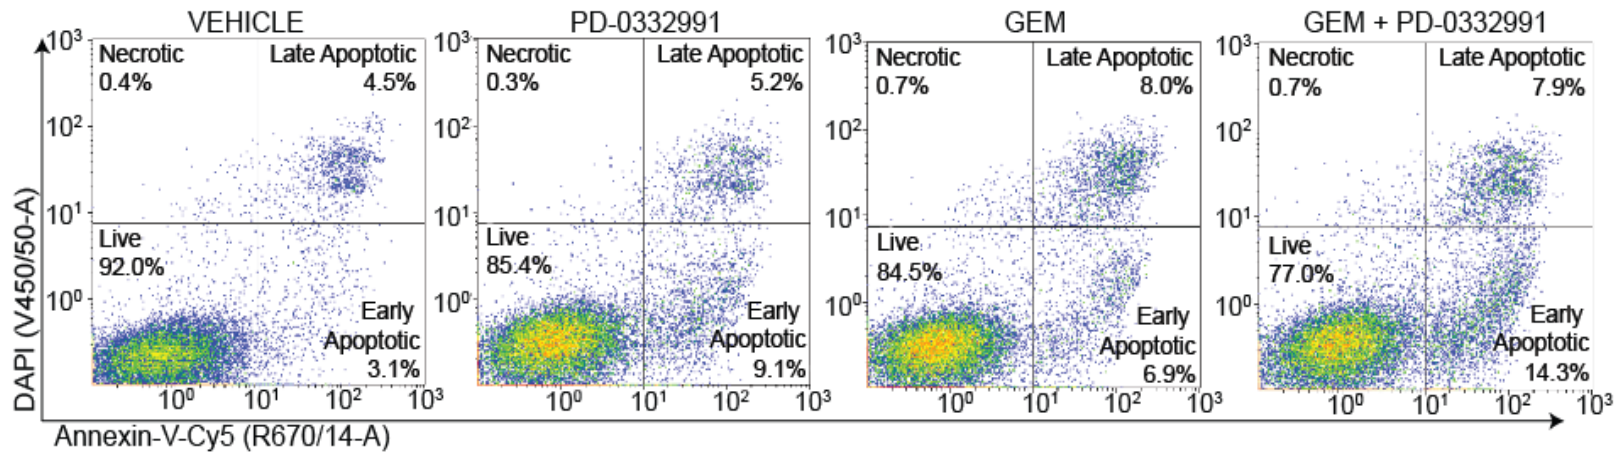 VEHICLE
PD-0332991
GEM
GEM + PD-0332991
DAPI (V450/50-A)
10³
10²
10¹
10⁰
Necrotic
0.4%
Late Apoptotic
4.5%
Live
92.0%
Early
Apoptotic
3.1%
10⁰ 10¹ 10² 10³
10³
10²
10¹
10⁰
Necrotic
0.3%
Late Apoptotic
5.2%
Live
85.4%
Early
Apoptotic
9.1%
10⁰ 10¹ 10² 10³
10³
10²
10¹
10⁰
Necrotic
0.7%
Late Apoptotic
8.0%
Live
84.5%
Early
Apoptotic
6.9%
10⁰ 10¹ 10² 10³
10³
10²
10¹
10⁰
Necrotic
0.7%
Late Apoptotic
7.9%
Live
77.0%
Early
Apoptotic
14.3%
10⁰ 10¹ 10² 10³
Annexin-V-Cy5 (R670/14-A)